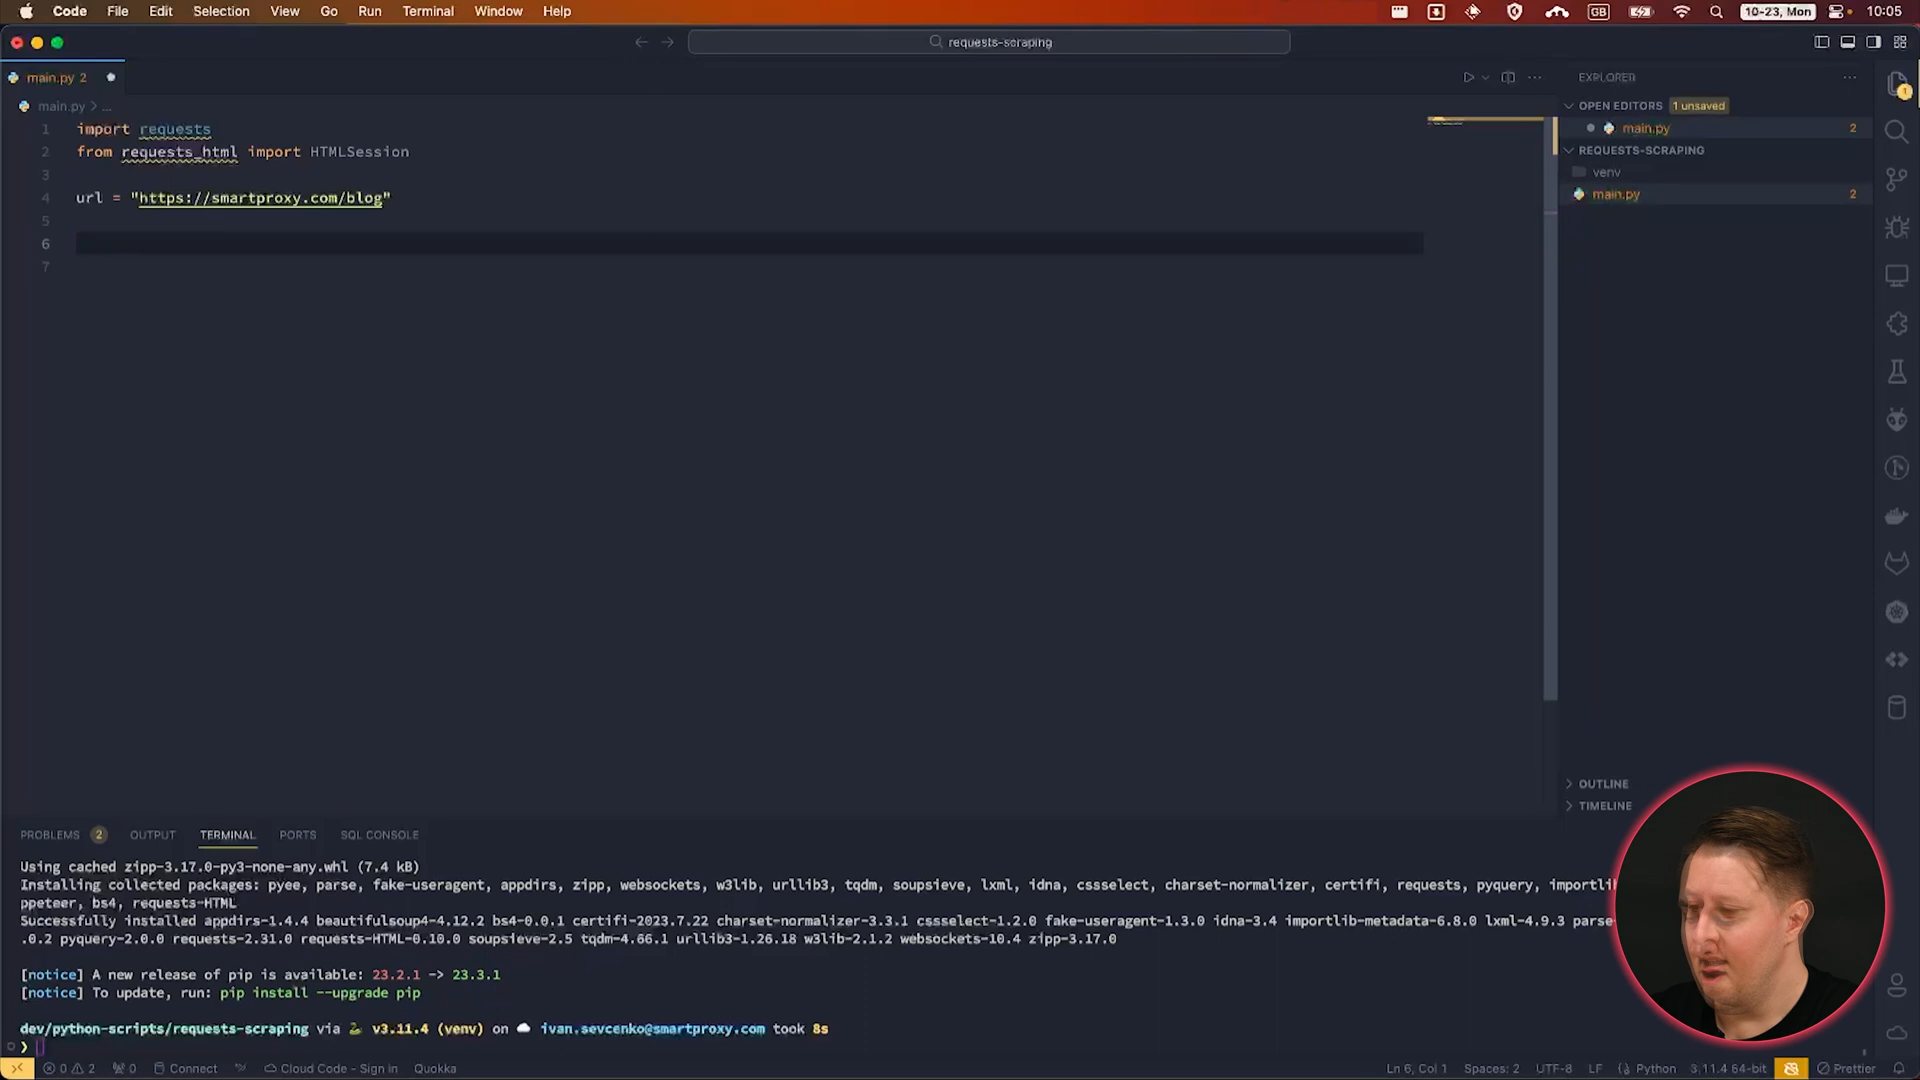 Code File Edit Selection View Go Run Terminal Window Help GB 10-23, Mon 10:05
requests-scraping
main.py 2
main.py > ...
1 import requests
2 from requests_html import HTMLSession
3
4 url = "https://smartproxy.com/blog"
5
6
7
EXPLORER
OPEN EDITORS 1 unsaved
main.py 2
REQUESTS-SCRAPING
venv
main.py 2
1
OUTLINE
TIMELINE
PROBLEMS 2 OUTPUT TERMINAL PORTS SQL CONSOLE
Using cached zipp-3.17.0-py3-none-any.whl (7.4 kB)
Installing collected packages: pyee, parse, fake-useragent, appdirs, zipp, websockets, w3lib, urllib3, tqdm, soupsieve, lxml, idna, cssselect, charset-normalizer, certifi, requests, pyquery, importli
ppeteer, bs4, requests-HTML
Successfully installed appdirs-1.4.4 beautifulsoup4-4.12.2 bs4-0.0.1 certifi-2023.7.22 charset-normalizer-3.3.1 cssselect-1.2.0 fake-useragent-1.3.0 idna-3.4 importlib-metadata-6.8.0 lxml-4.9.3 parse-
.0.2 pyquery-2.0.0 requests-2.31.0 requests-HTML-0.10.0 soupsieve-2.5 tqdm-4.66.1 urllib3-1.26.18 w3lib-2.1.2 websockets-10.4 zipp-3.17.0
[notice] A new release of pip is available: 23.2.1 -> 23.3.1
[notice] To update, run: pip install --upgrade pip
dev/python-scripts/requests-scraping via v3.11.4 (venv) on ivan.sevcenko@smartproxy.com took 8s
❯
0 2 0 Connect Cloud Code - Sign in Quokka Ln 6, Col 1 Spaces: 2 UTF-8 LF Python 3.11.4 64-bit Prettier